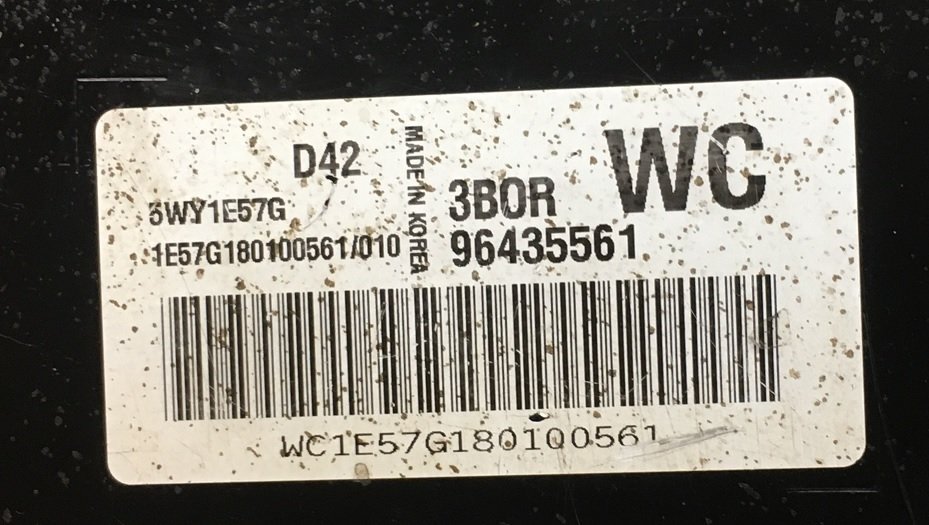 D42
5WY1E57G
1E57G180100561/010
MADE IN KOREA
3BOR
WC
96435561
WC1E57G180100561